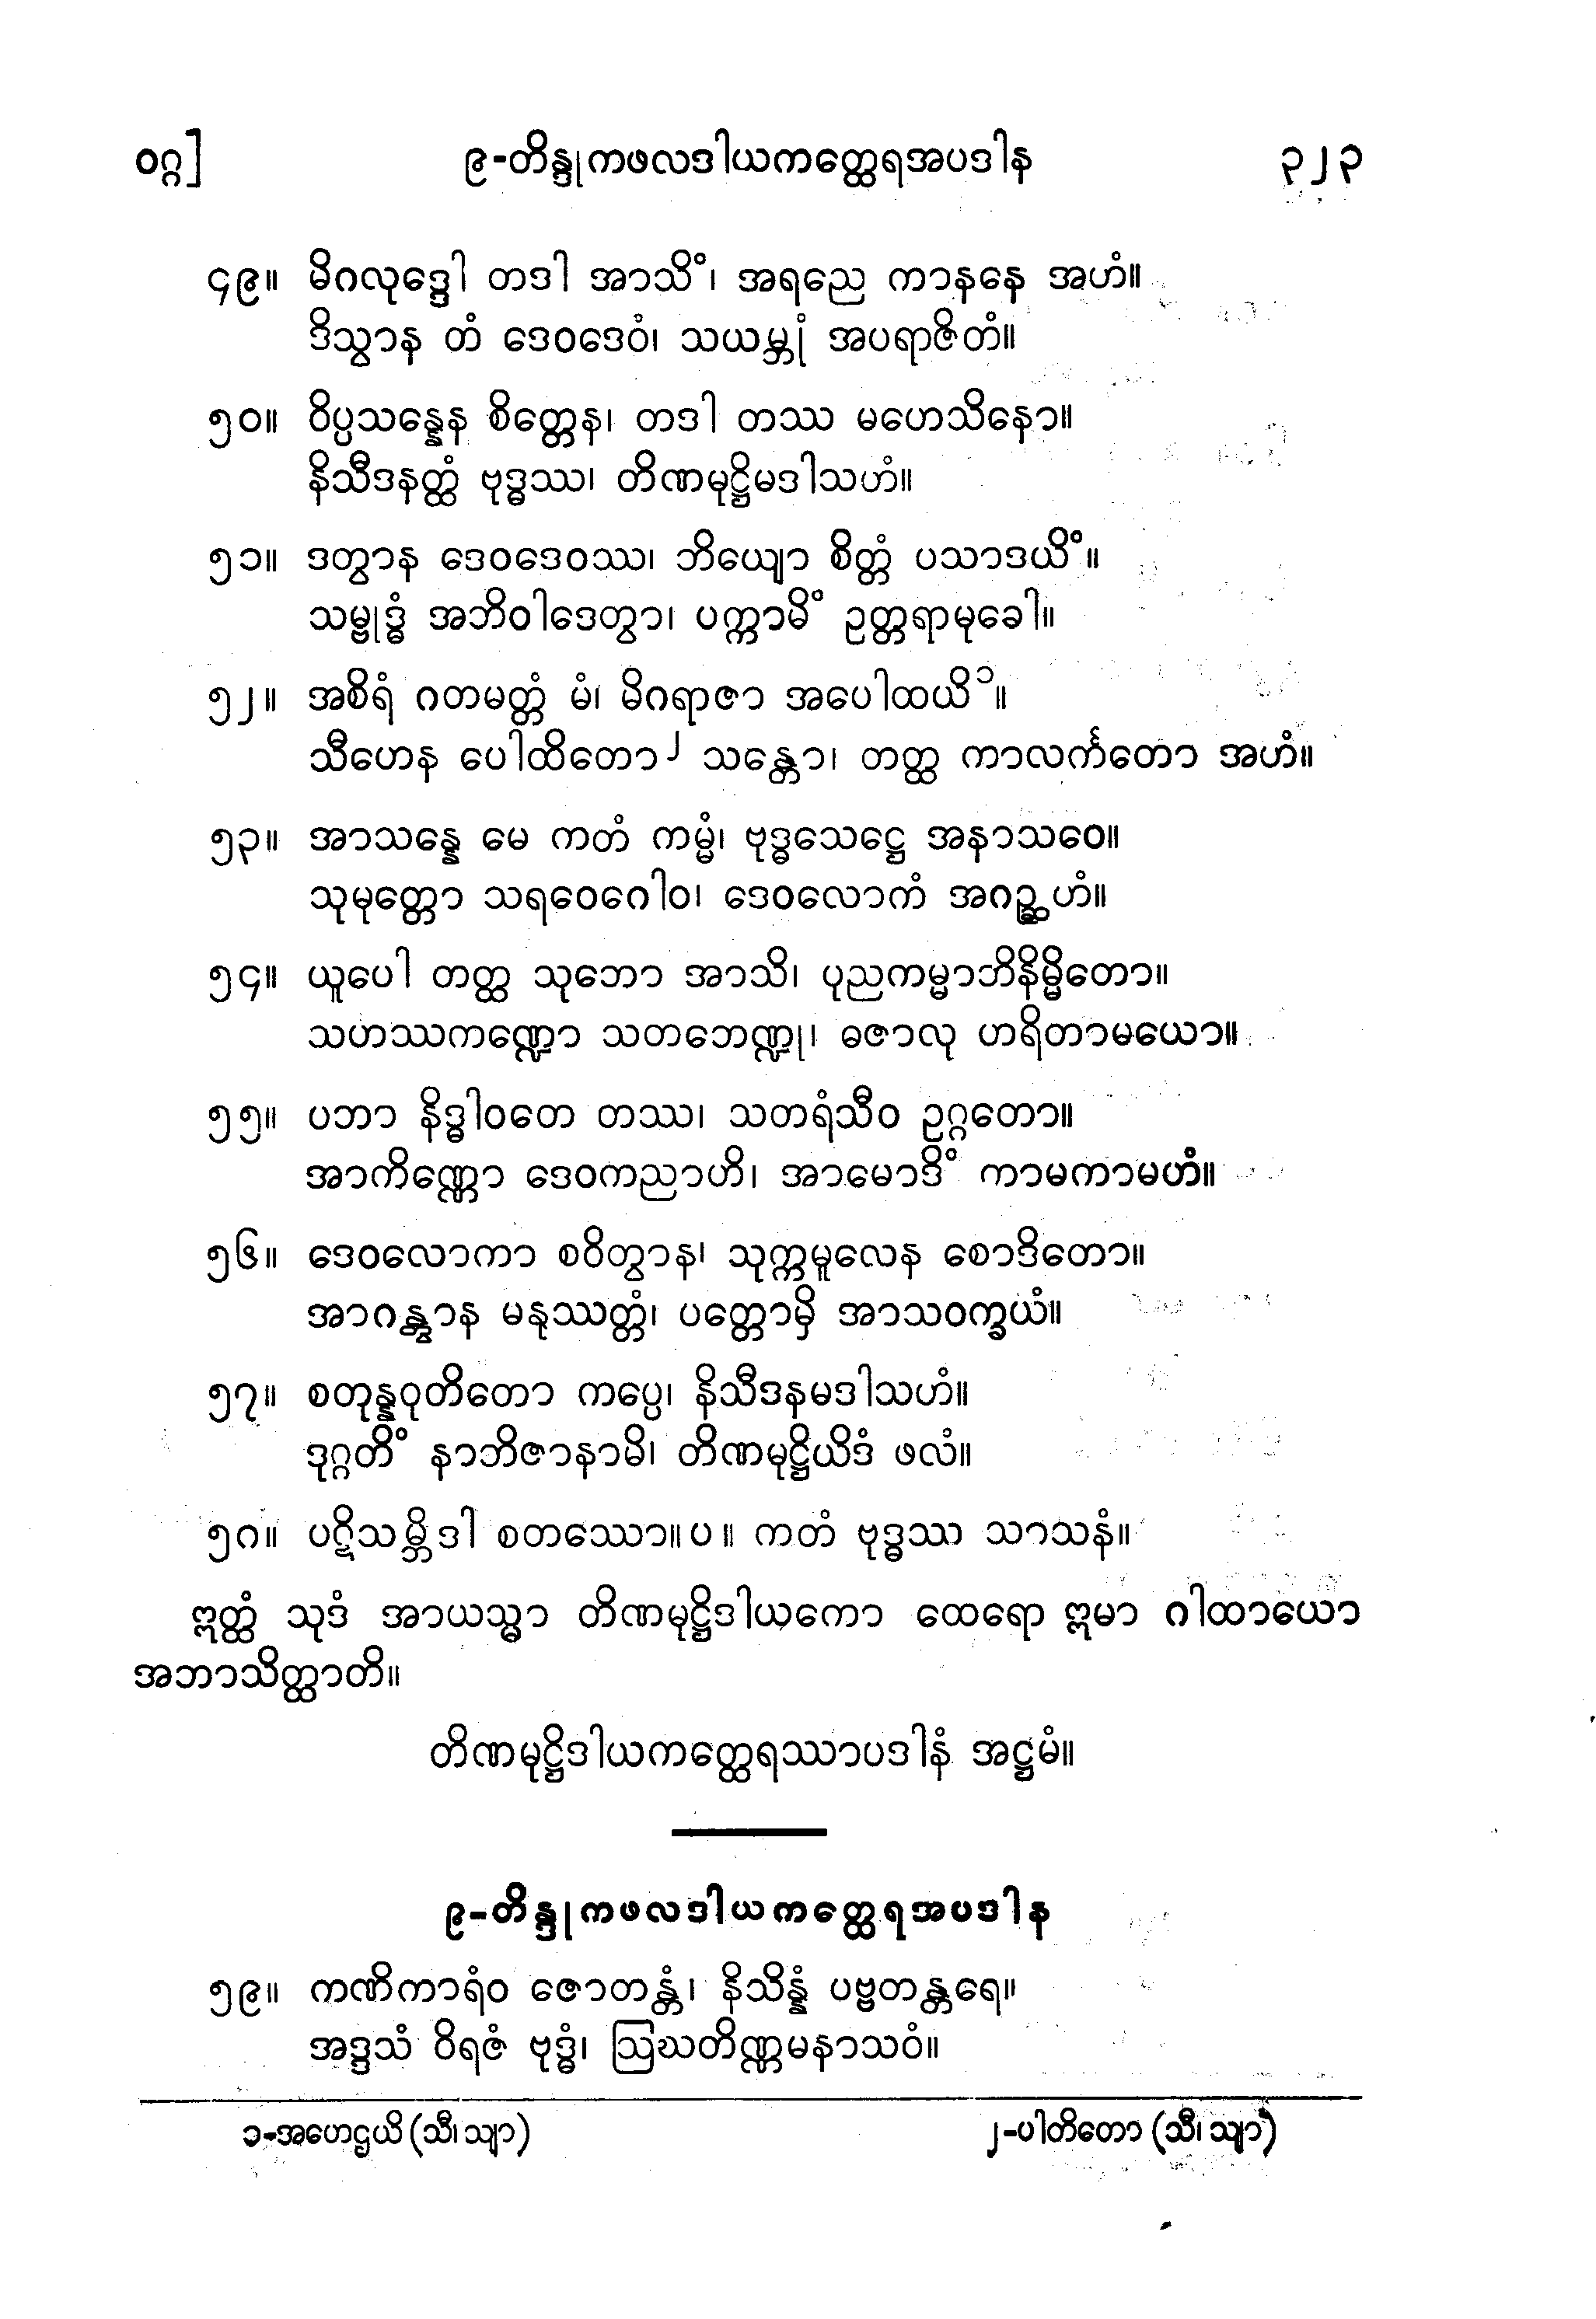 ဝဂ္ဂ] ၉-တိန္ဒုကဖလဒါယကတ္ထေရအပဒါန ၃၂၃
၄၉။ မိဂလုဒ္ဒေါ တဒါ အာသိံ၊ အရညေ ကာနနေ အဟံ။
ဒိသွာန တံ ဒေဝဒေဝံ၊ သယမ္ဘုံ အပရာဇိတံ။
၅၀။ ဝိပ္ပသန္နေန စိတ္တေန၊ တဒါ တဿ မဟေသိနော။
နိသီဒနတ္ထံ ဗုဒ္ဓဿ၊ တိဏမုဋ္ဌိမဒါသဟံ။
၅၁။ ဒတွာန ဒေဝဒေဝဿ၊ ဘိယျော စိတ္တံ ပသာဒယိံ။
သမ္ဗုဒ္ဓံ အဘိဝါဒေတွာ၊ ပက္ကာမိံ ဥတ္တရာမုခေါ။
၅၂။ အစိရံ ဂတမတ္တံ မံ၊ မိဂရာဇာ အပေါထယိ ၁။
သီဟေန ပေါထိတော ၂ သန္တော၊ တတ္ထ ကာလင်္ကတော အဟံ။
၅၃။ အာသန္နေ မေ ကတံ ကမ္မံ၊ ဗုဒ္ဓသေဋ္ဌေ အနာသဝေ။
သုမုတ္တော သရဝေဂေါဝ၊ ဒေဝလောကံ အဂဉ္ဆဟံ။
၅၄။ ယူပေါ တတ္ထ သုဘော အာသိ၊ ပုညကမ္မာဘိနိမ္မိတော။
သဟဿကဏ္ဍော သတဘေဏ္ဍု၊ ဓဇာလု ဟရိတာမယော။
၅၅။ ပဘာ နိဒ္ဓါဝတေ တဿ၊ သတရံသီဝ ဥဂ္ဂတော။
အာကိဏ္ဏော ဒေဝကညာဟိ၊ အာမောဒိံ ကာမကာမဟံ။
၅၆။ ဒေဝလောကာ စဝိတွာန၊ သုက္ကမူလေန စောဒိတော။
အာဂန္တွာန မနုဿတ္တံ၊ ပတ္တောမှိ အာသဝက္ခယံ။
၅၇။ စတုန္နဝုတိတော ကပ္ပေ၊ နိသီဒနမဒါသဟံ။
ဒုဂ္ဂတိံ နာဘိဇာနာမိ၊ တိဏမုဋ္ဌိယိဒံ ဖလံ။
၅၈။ ပဋိသမ္ဘိဒါ စတဿော။ပ။ ကတံ ဗုဒ္ဓဿ သာသနံ။
ဣတ္ထံ သုဒံ အာယသ္မာ တိဏမုဋ္ဌိဒါယကော ထေရော ဣမာ ဂါထာယော
အဘာသိတ္ထာတိ။
တိဏမုဋ္ဌိဒါယကတ္ထေရဿာပဒါနံ အဋ္ဌမံ။
၉-တိန္ဒုကဖလဒါယကတ္ထေရအပဒါန
၅၉။ ကဏိကာရံဝ ဇောတန္တံ၊ နိသိန္နံ ပဗ္ဗတန္တရေ။
အဒ္ဒသံ ဝိရဇံ ဗုဒ္ဓံ၊ ဩဃတိဏ္ဏမနာသဝံ။
၁-အဟေဌယိ (သီ၊ သျာ) ၂-ပါတိတော (သီ၊ သျာ)